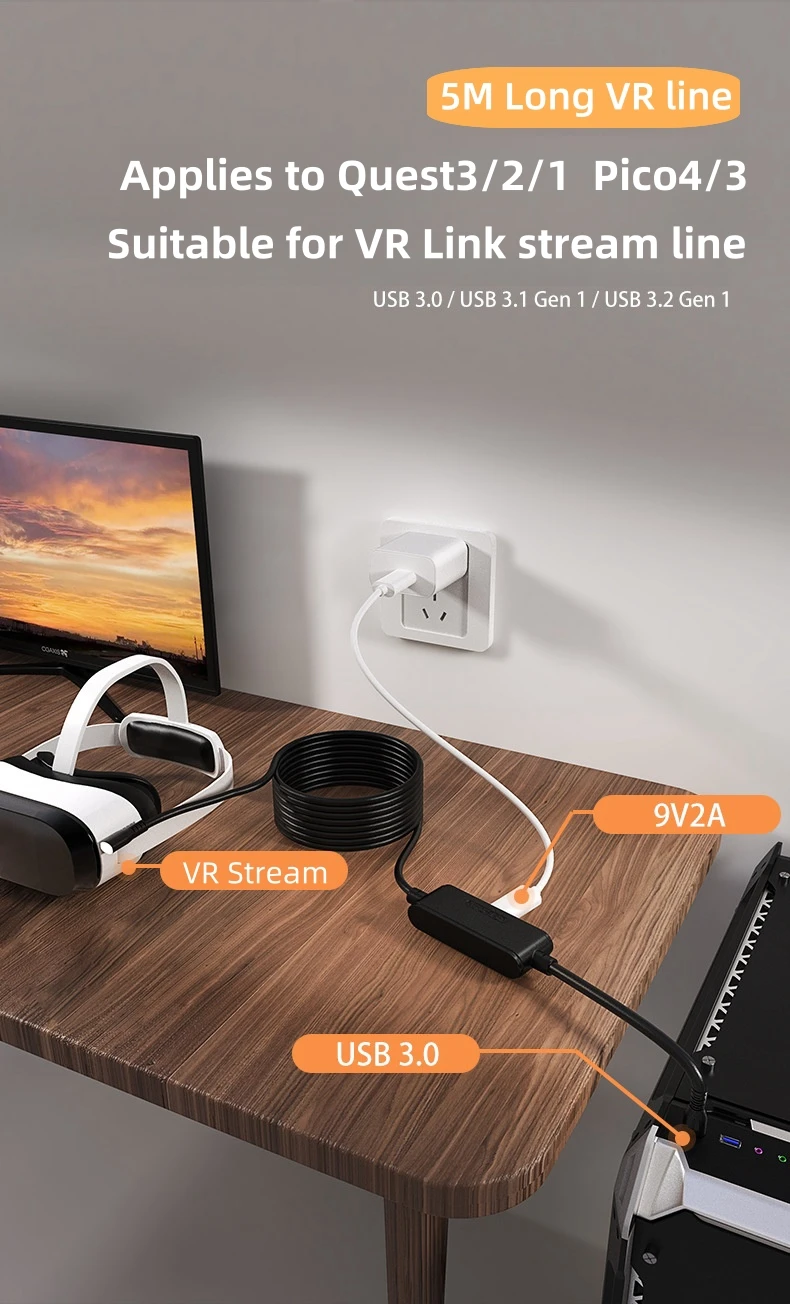 5M Long VR line
Applies to Quest3/2/1 Pico4/3
Suitable for VR Link stream line
USB 3.0 / USB 3.1 Gen 1 / USB 3.2 Gen 1
9V2A
VR Stream
USB 3.0